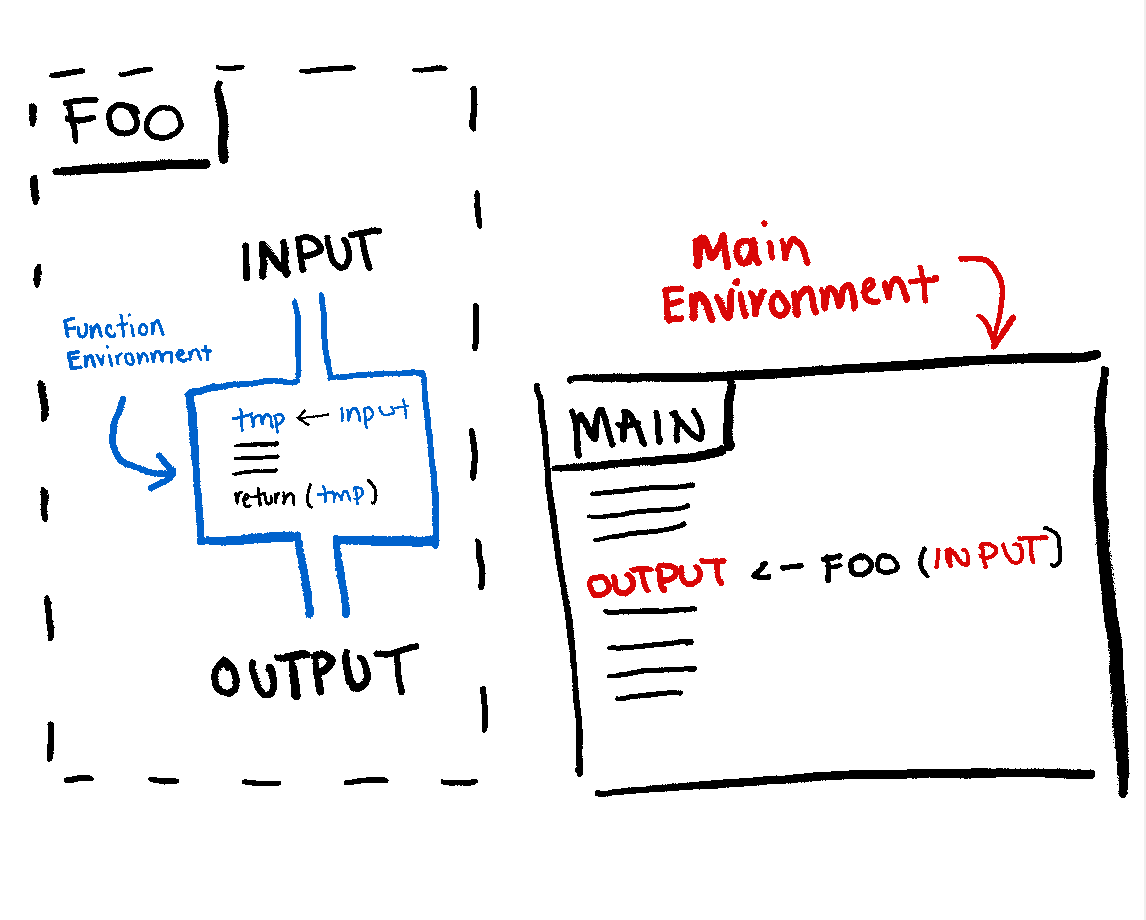 FOO
INPUT
Function
Environment
tmp ← input
return (tmp)
OUTPUT
Main
Environment
MAIN
OUTPUT <- FOO (INPUT)